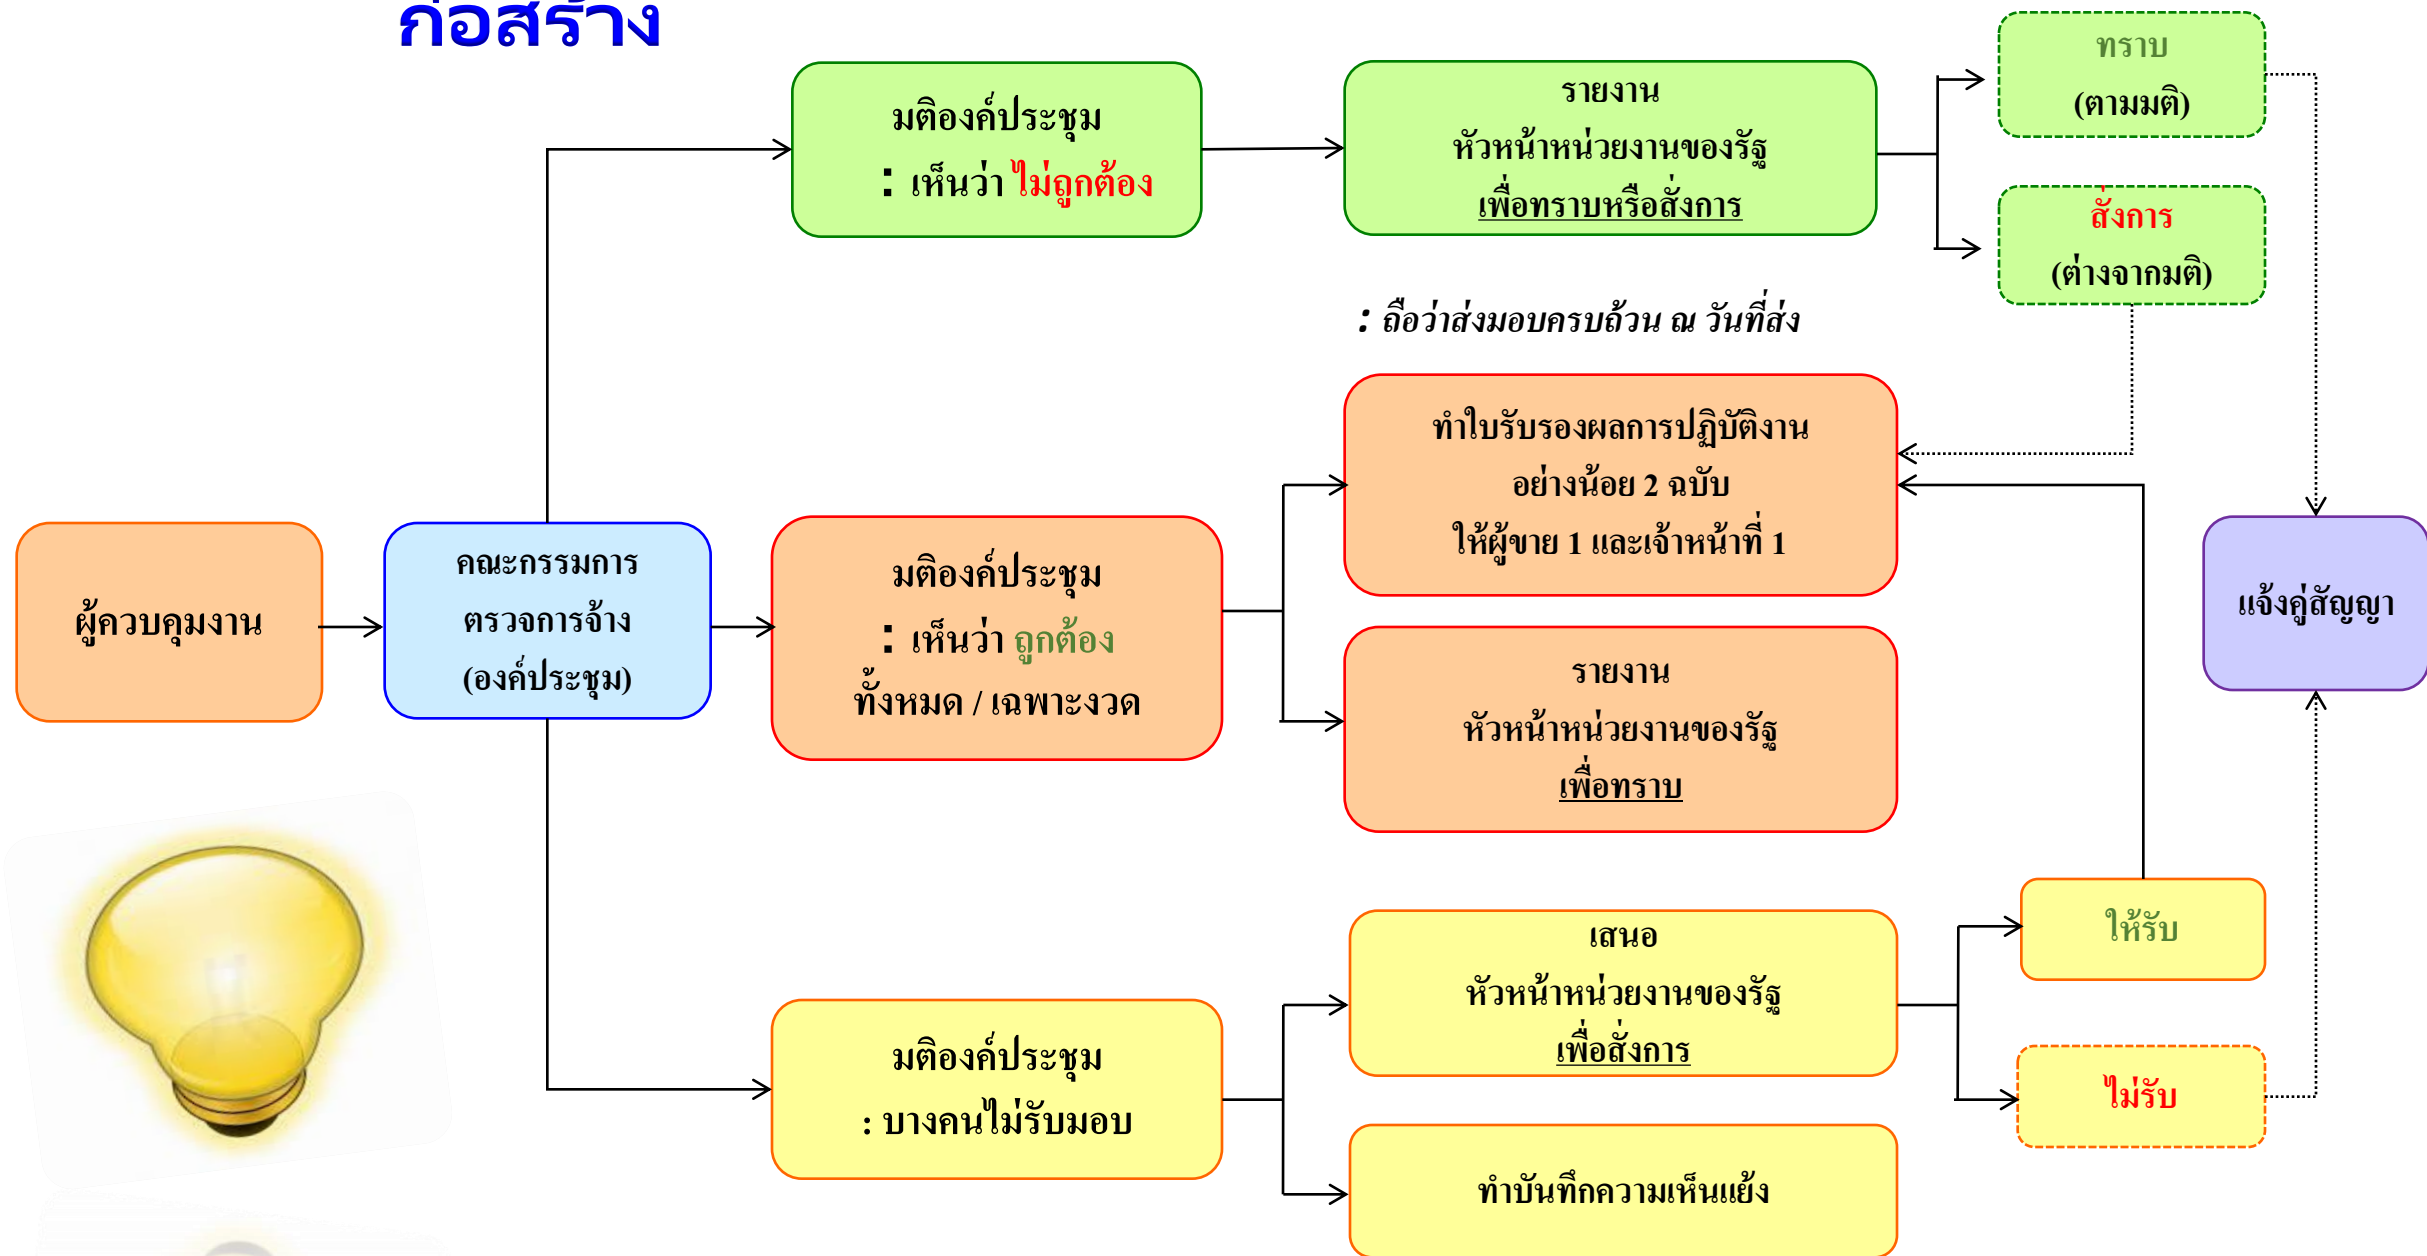 ก่อสร้าง
มติองค์ประชุม
: เห็นว่า ไม่ถูกต้อง
รายงาน
หัวหน้าหน่วยงานของรัฐ
เพื่อทราบหรือสั่งการ
ทราบ
(ตามมติ)
สั่งการ
(ต่างจากมติ)
: ถือว่าส่งมอบครบถ้วน ณ วันที่ส่ง
ผู้ควบคุมงาน
คณะกรรมการ
ตรวจการจ้าง
(องค์ประชุม)
มติองค์ประชุม
: เห็นว่า ถูกต้อง
ทั้งหมด / เฉพาะงวด
ทำใบรับรองผลการปฏิบัติงาน
อย่างน้อย 2 ฉบับ
ให้ผู้ขาย 1 และเจ้าหน้าที่ 1
รายงาน
หัวหน้าหน่วยงานของรัฐ
เพื่อทราบ
แจ้งคู่สัญญา
มติองค์ประชุม
: บางคนไม่รับมอบ
เสนอ
หัวหน้าหน่วยงานของรัฐ
เพื่อสั่งการ
ทำบันทึกความเห็นแย้ง
ให้รับ
ไม่รับ